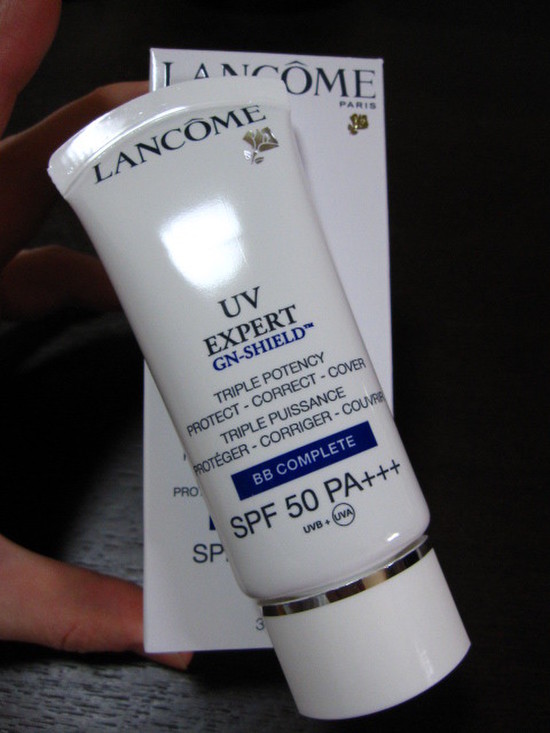 LANCÔME
PARIS
LANCÔME
UV
EXPERT
GN-SHIELD™
TRIPLE POTENCY
PROTECT - CORRECT - COVER
TRIPLE PUISSANCE
PROTÉGER - CORRIGER - COUVRIR
BB COMPLETE
SPF 50 PA+++
UVB + UVA